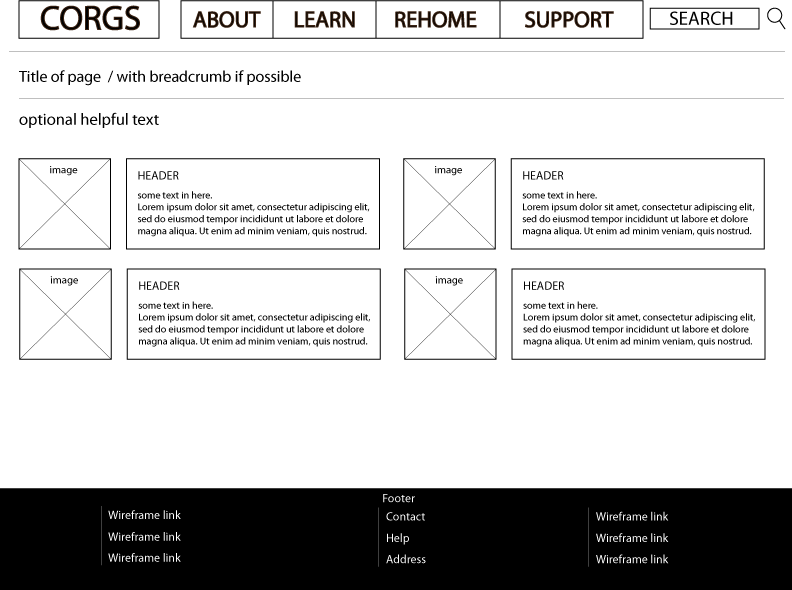 CORGS ABOUT LEARN REHOME SUPPORT SEARCH
Title of page / with breadcrumb if possible
optional helpful text
image
HEADER
some text in here.
Lorem ipsum dolor sit amet, consectetur adipiscing elit,
sed do eiusmod tempor incididunt ut labore et dolore
magna aliqua. Ut enim ad minim veniam, quis nostrud.
image
HEADER
some text in here.
Lorem ipsum dolor sit amet, consectetur adipiscing elit,
sed do eiusmod tempor incididunt ut labore et dolore
magna aliqua. Ut enim ad minim veniam, quis nostrud.
image
HEADER
some text in here.
Lorem ipsum dolor sit amet, consectetur adipiscing elit,
sed do eiusmod tempor incididunt ut labore et dolore
magna aliqua. Ut enim ad minim veniam, quis nostrud.
image
HEADER
some text in here.
Lorem ipsum dolor sit amet, consectetur adipiscing elit,
sed do eiusmod tempor incididunt ut labore et dolore
magna aliqua. Ut enim ad minim veniam, quis nostrud.
Footer
Wireframe link
Wireframe link
Wireframe link
Contact
Help
Address
Wireframe link
Wireframe link
Wireframe link